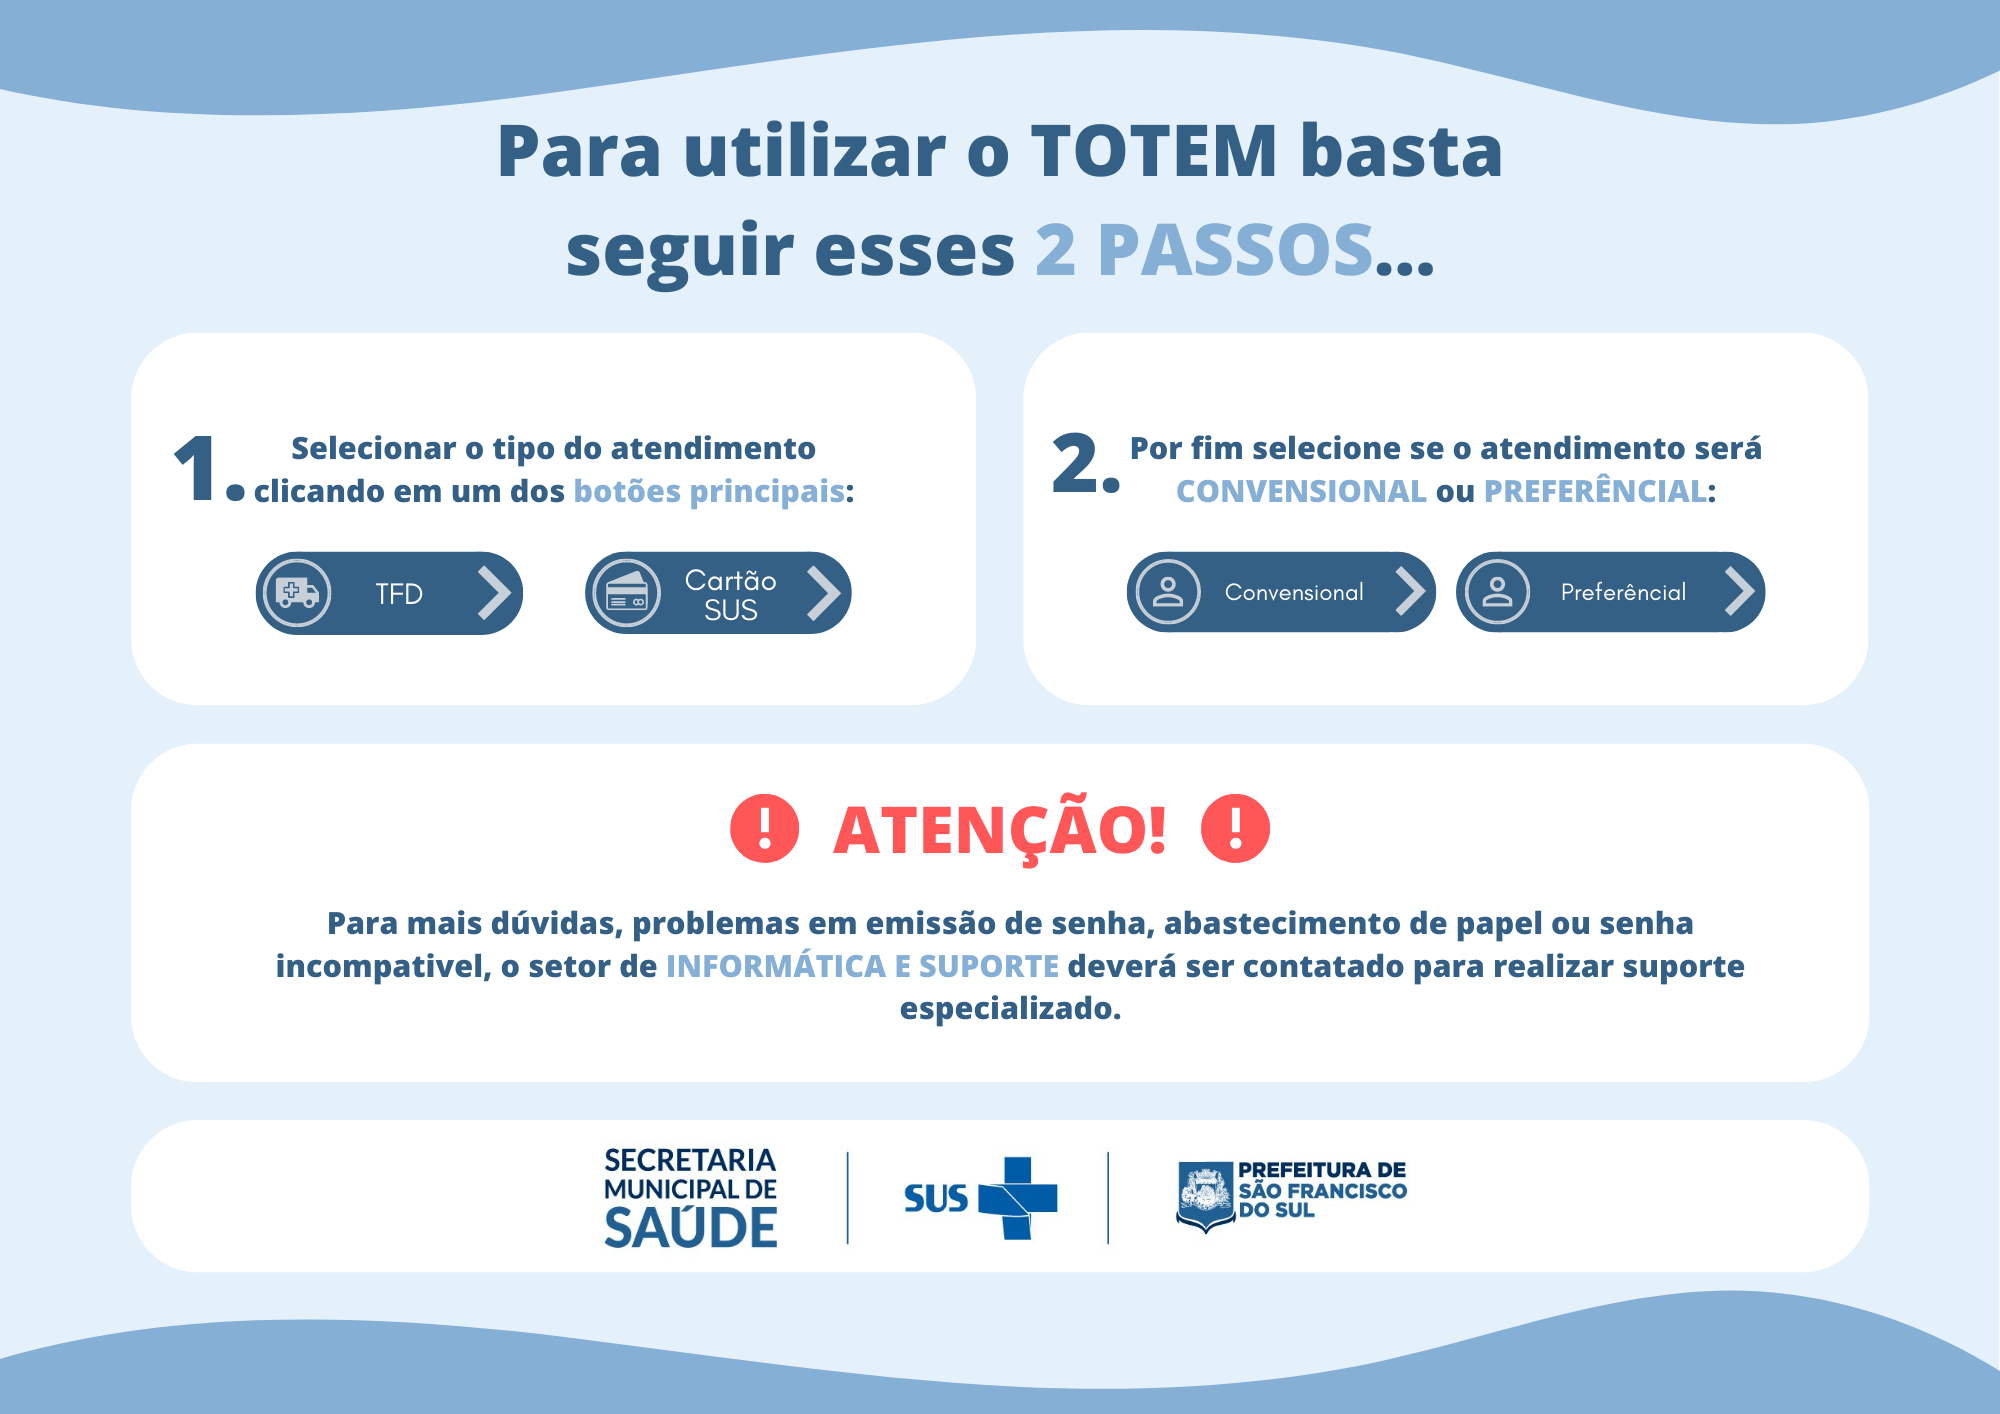 Para utilizar o TOTEM basta
seguir esses 2 PASSOS...
1.
Selecionar o tipo do atendimento
clicando em um dos botões principais:
TFD
Cartão
SUS
2.
Por fim selecione se o atendimento será
CONVENSIONAL ou PREFERÊNCIAL:
Convensional
Preferêncial
ATENÇÃO!
Para mais dúvidas, problemas em emissão de senha, abastecimento de papel ou senha
incompativel, o setor de INFORMÁTICA E SUPORTE deverá ser contatado para realizar suporte
especializado.
SECRETARIA
MUNICIPAL DE
SAÚDE
SUS
PREFEITURA DE
SÃO FRANCISCO
DO SUL